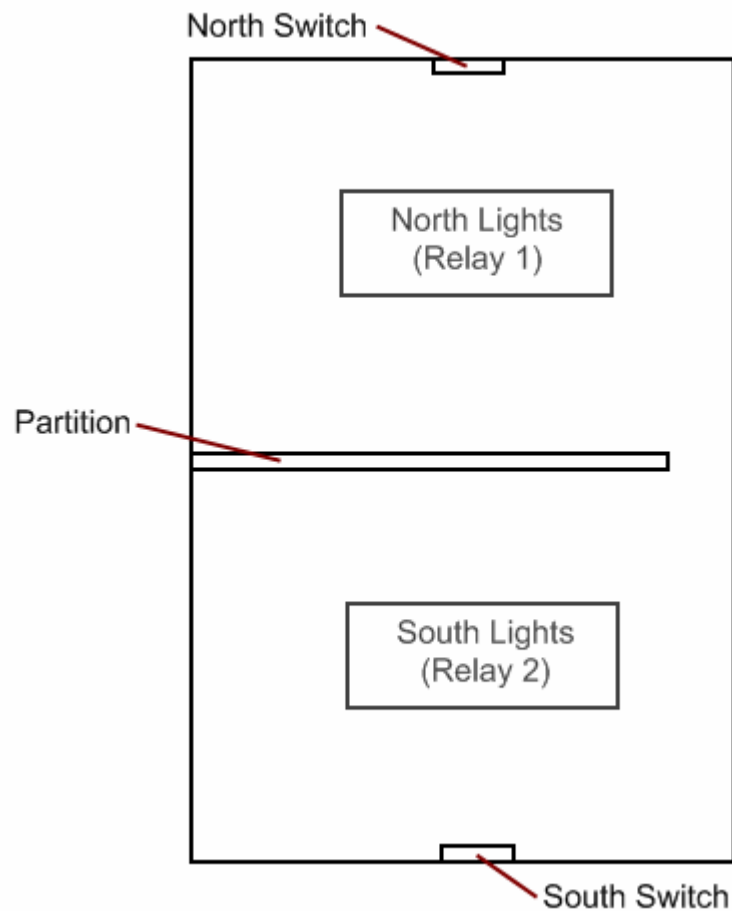 North Switch
North Lights
(Relay 1)
Partition
South Lights
(Relay 2)
South Switch